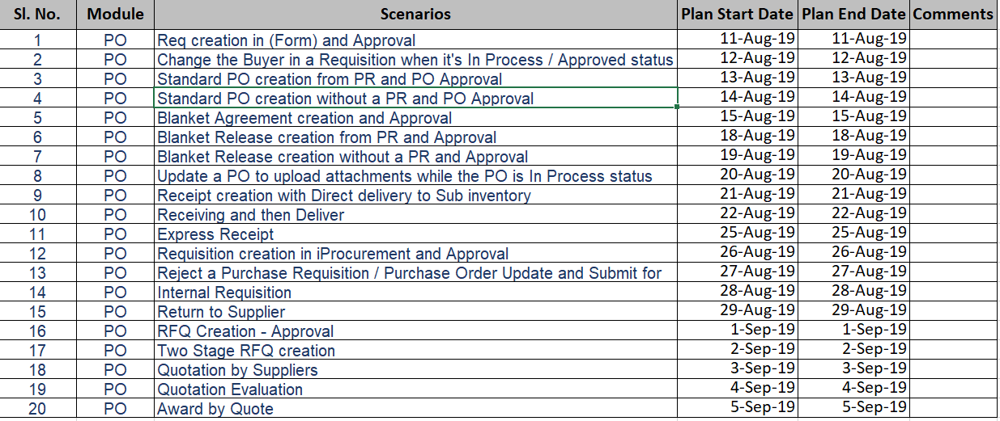 Sl. No. Module Scenarios Plan Start Date Plan End Date Comments
1 PO Req creation in (Form) and Approval 11-Aug-19 11-Aug-19
2 PO Change the Buyer in a Requisition when it's In Process / Approved status 12-Aug-19 12-Aug-19
3 PO Standard PO creation from PR and PO Approval 13-Aug-19 13-Aug-19
4 PO Standard PO creation without a PR and PO Approval 14-Aug-19 14-Aug-19
5 PO Blanket Agreement creation and Approval 15-Aug-19 15-Aug-19
6 PO Blanket Release creation from PR and Approval 18-Aug-19 18-Aug-19
7 PO Blanket Release creation without a PR and Approval 19-Aug-19 19-Aug-19
8 PO Update a PO to upload attachments while the PO is In Process status 20-Aug-19 20-Aug-19
9 PO Receipt creation with Direct delivery to Sub inventory 21-Aug-19 21-Aug-19
10 PO Receiving and then Deliver 22-Aug-19 22-Aug-19
11 PO Express Receipt 25-Aug-19 25-Aug-19
12 PO Requisition creation in iProcurement and Approval 26-Aug-19 26-Aug-19
13 PO Reject a Purchase Requisition / Purchase Order Update and Submit for 27-Aug-19 27-Aug-19
14 PO Internal Requisition 28-Aug-19 28-Aug-19
15 PO Return to Supplier 29-Aug-19 29-Aug-19
16 PO RFQ Creation - Approval 1-Sep-19 1-Sep-19
17 PO Two Stage RFQ creation 2-Sep-19 2-Sep-19
18 PO Quotation by Suppliers 3-Sep-19 3-Sep-19
19 PO Quotation Evaluation 4-Sep-19 4-Sep-19
20 PO Award by Quote 5-Sep-19 5-Sep-19